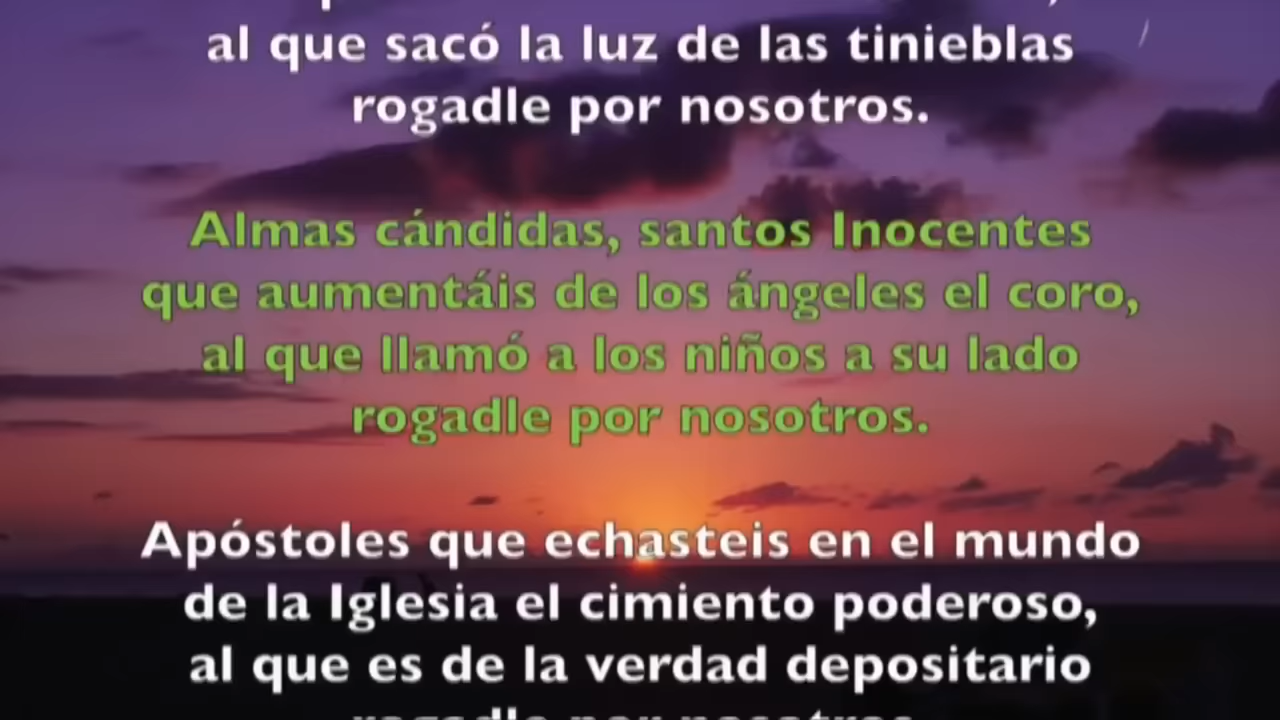 al que sacó la luz de las tinieblas
rogadle por nosotros.
Almas cándidas, santos Inocentes
que aumentáis de los ángeles el coro,
al que llamó a los niños a su lado
rogadle por nosotros.
Apóstoles que echasteis en el mundo
de la Iglesia el cimiento poderoso,
al que es de la verdad depositario
rogadle por nosotros.